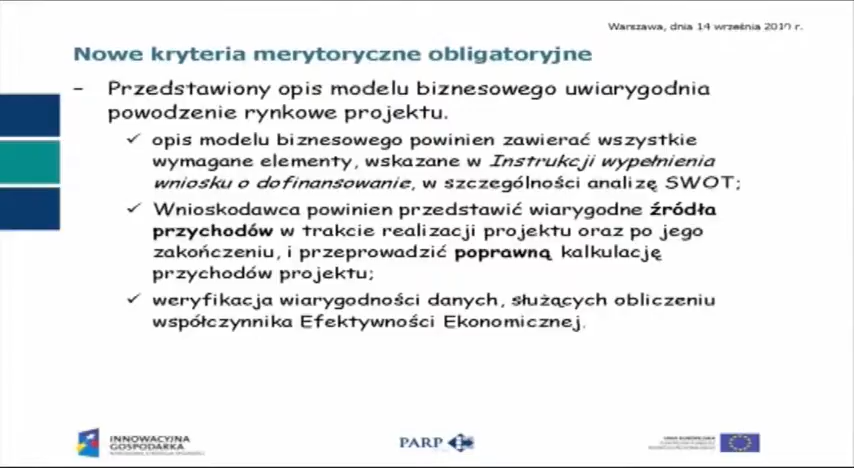 Warszawa, dnia 14 września 2010 r.
Nowe kryteria merytoryczne obligatoryjne
– Przedstawiony opis modelu biznesowego uwiarygodnia
powodzenie rynkowe projektu.
✓ opis modelu biznesowego powinien zawierać wszystkie
wymagane elementy, wskazane w Instrukcji wypełnienia
wniosku o dofinansowanie, w szczególności analizę SWOT;
✓ Wnioskodawca powinien przedstawić wiarygodne źródła
przychodów w trakcie realizacji projektu oraz po jego
zakończeniu, i przeprowadzić poprawną kalkulację
przychodów projektu;
✓ weryfikacja wiarygodności danych, służących obliczeniu
współczynnika Efektywności Ekonomicznej.
INNOWACYJNA
GOSPODARKA
PARP
UNIA EUROPEJSKA